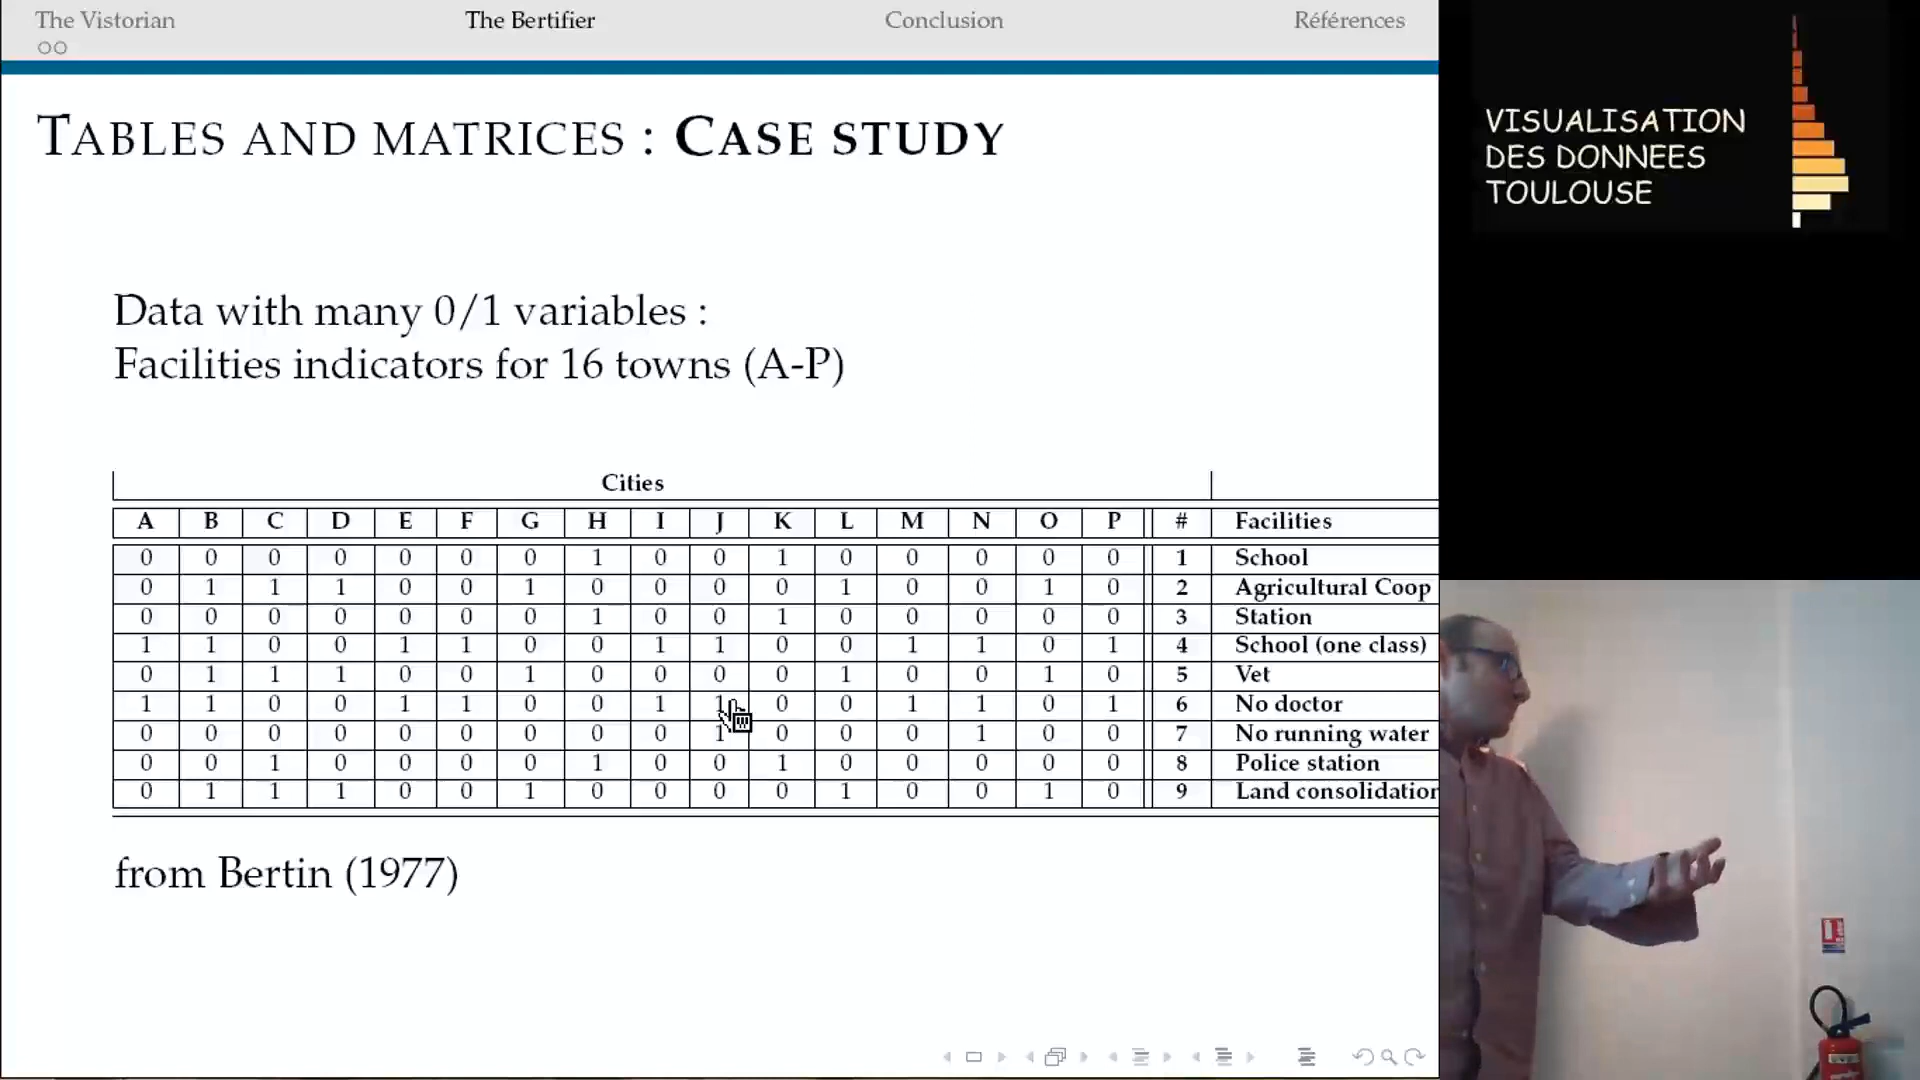 The Vistorian The Bertifier Conclusion Références
TABLES AND MATRICES : CASE STUDY
Data with many 0/1 variables :
Facilities indicators for 16 towns (A-P)
Cities
A B C D E F G H I J K L M N O P # Facilities
0 0 0 0 0 0 0 1 0 0 1 0 0 0 0 0 1 School
0 1 1 1 0 0 1 0 0 0 0 1 0 0 1 0 2 Agricultural Coop
0 0 0 0 0 0 0 1 0 0 1 0 0 0 0 0 3 Station
1 1 0 0 1 1 0 0 1 1 0 0 1 1 0 1 4 School (one class)
0 1 1 1 0 0 1 0 0 0 0 1 0 0 1 0 5 Vet
1 1 0 0 1 1 0 0 1 1 0 0 1 1 0 1 6 No doctor
0 0 0 0 0 0 0 0 0 1 0 0 0 1 0 0 7 No running water
0 0 1 0 0 0 0 1 0 0 1 0 0 0 0 0 8 Police station
0 1 1 1 0 0 1 0 0 0 0 1 0 0 1 0 9 Land consolidation
from Bertin (1977)
VISUALISATION
DES DONNEES
TOULOUSE